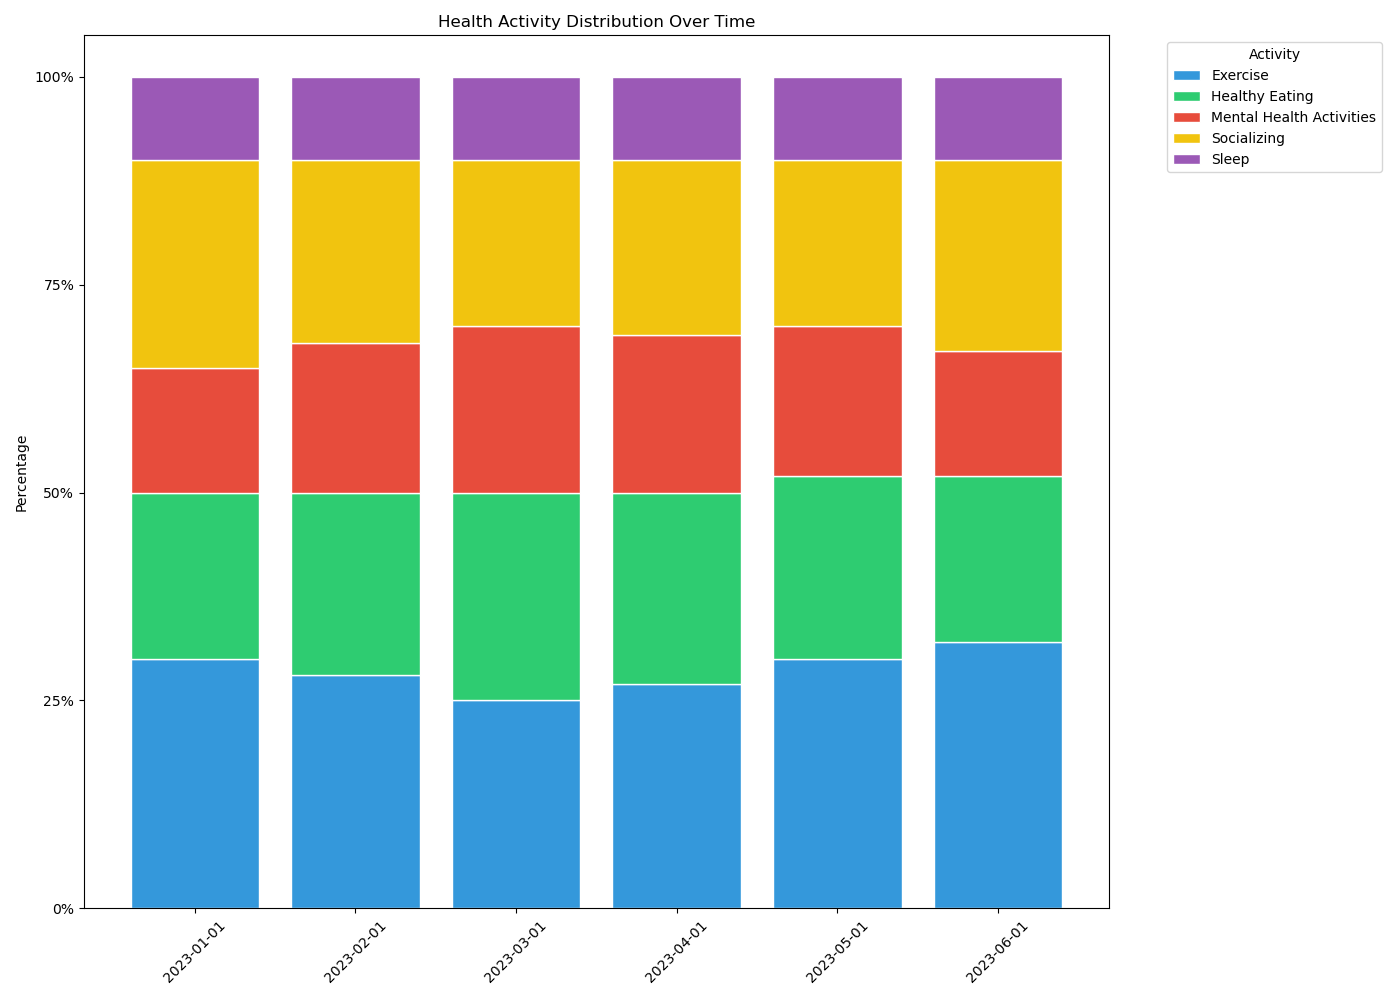 Health Activity Distribution Over Time
Activity
Exercise
Healthy Eating
Mental Health Activities
Socializing
Sleep
Percentage
100%
75%
50%
25%
0%
2023-01-01
2023-02-01
2023-03-01
2023-04-01
2023-05-01
2023-06-01